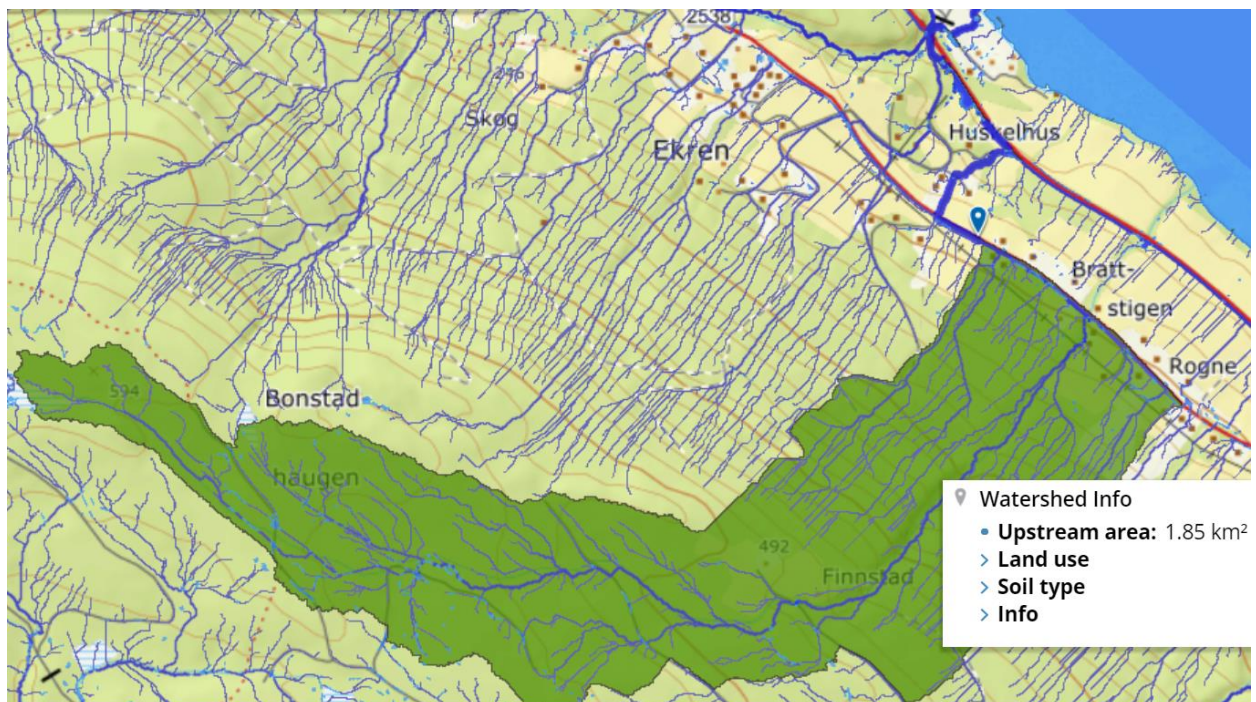 2538
246
Skog
Ekren
Huskelhus
Bratt-
stigen
Rogne
594
Bonstad
haugen
492
Finnstad
Watershed Info
Upstream area: 1.85 km²
Land use
Soil type
Info